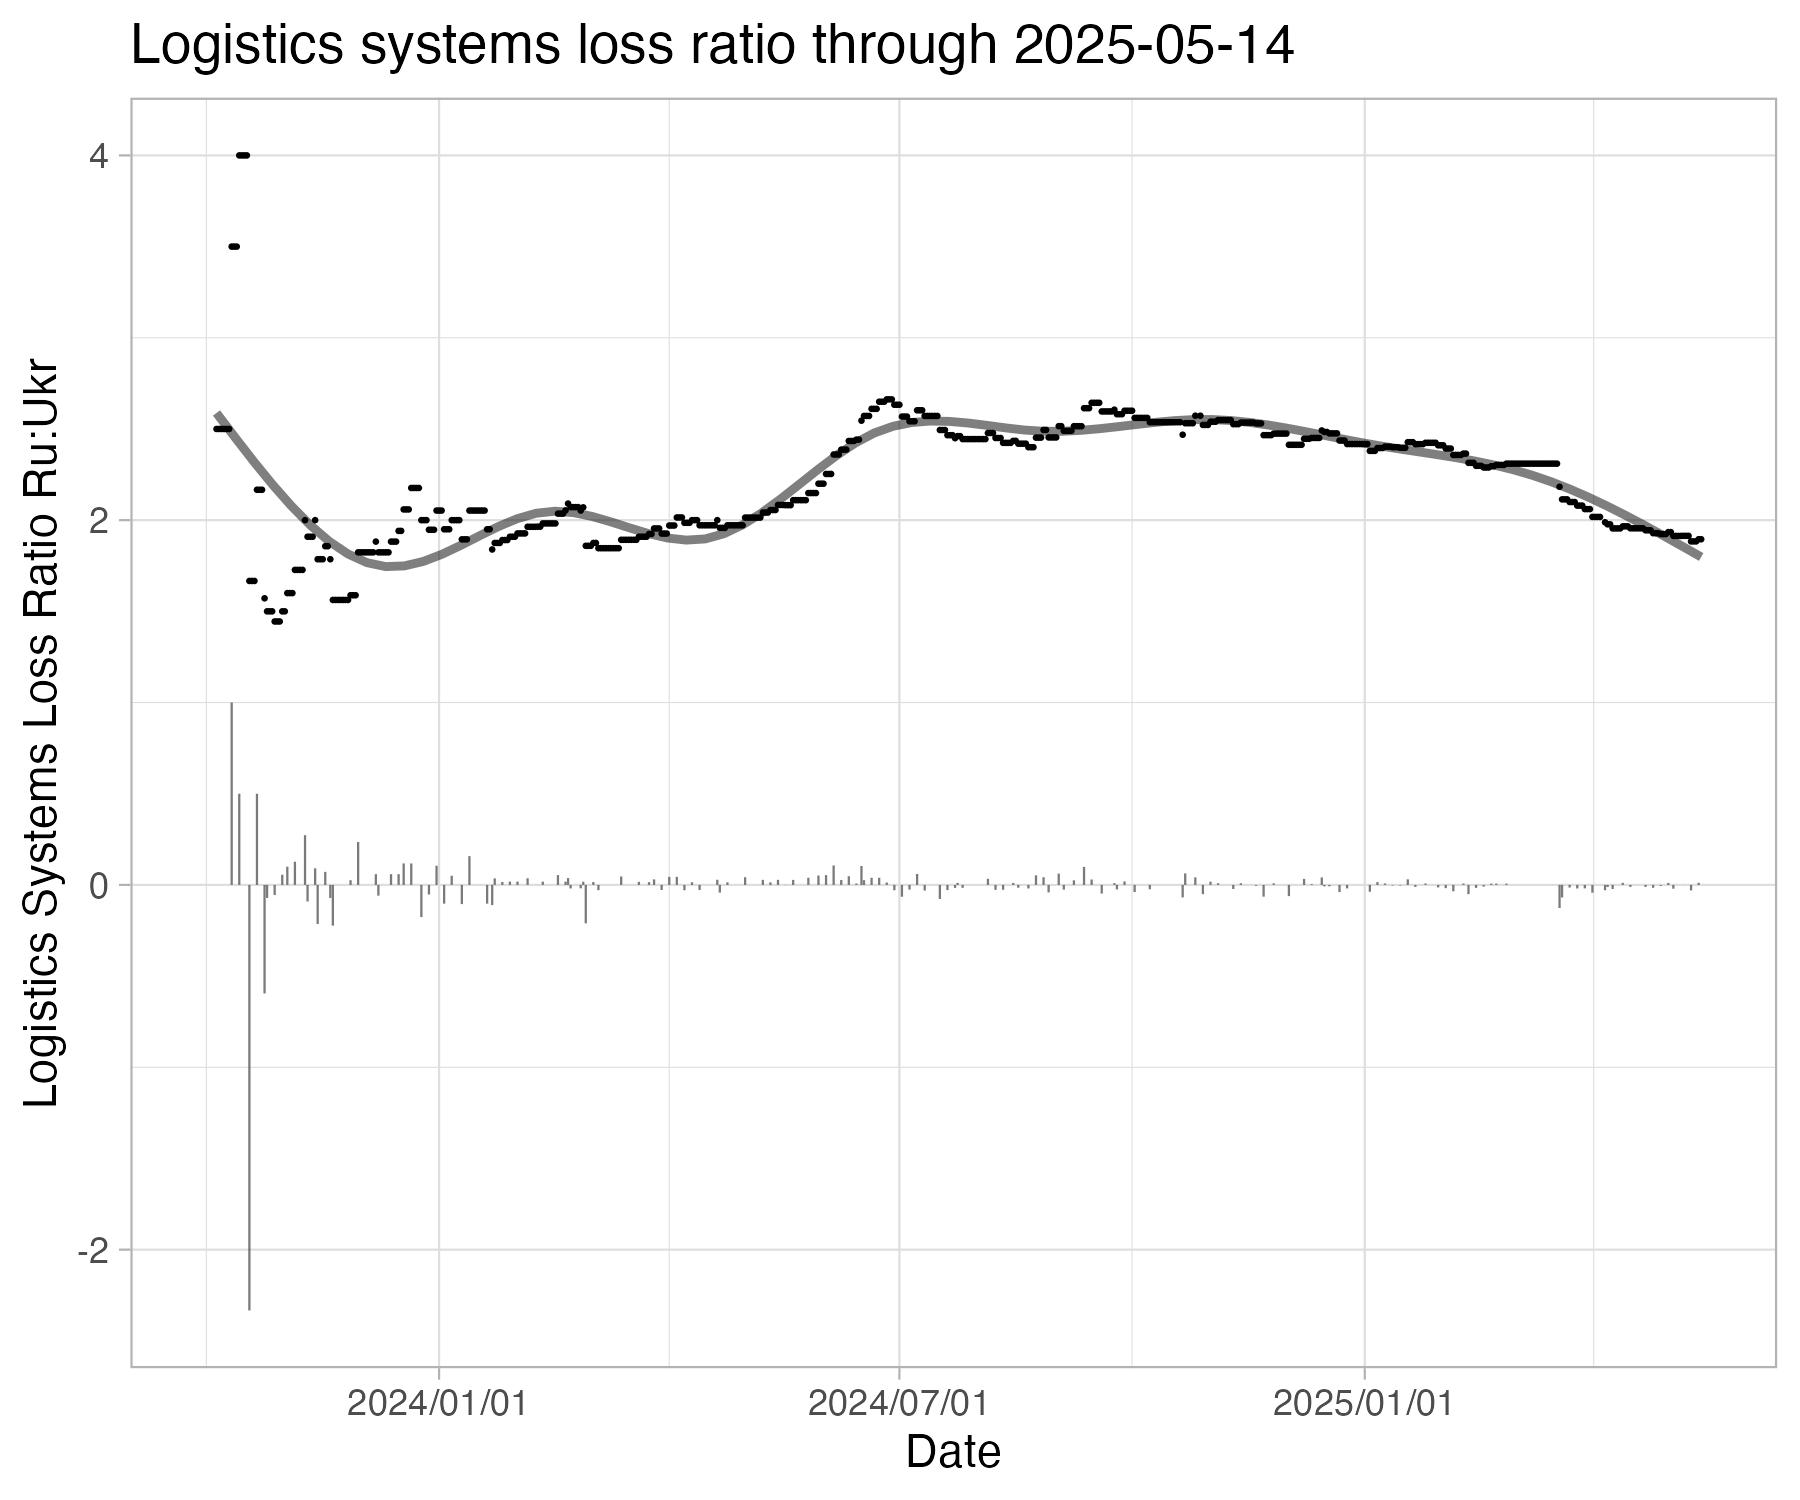 Logistics systems loss ratio through 2025-05-14
Logistics Systems Loss Ratio Ru:Ukr
4
2
0
-2
2024/01/01
2024/07/01
2025/01/01
Date